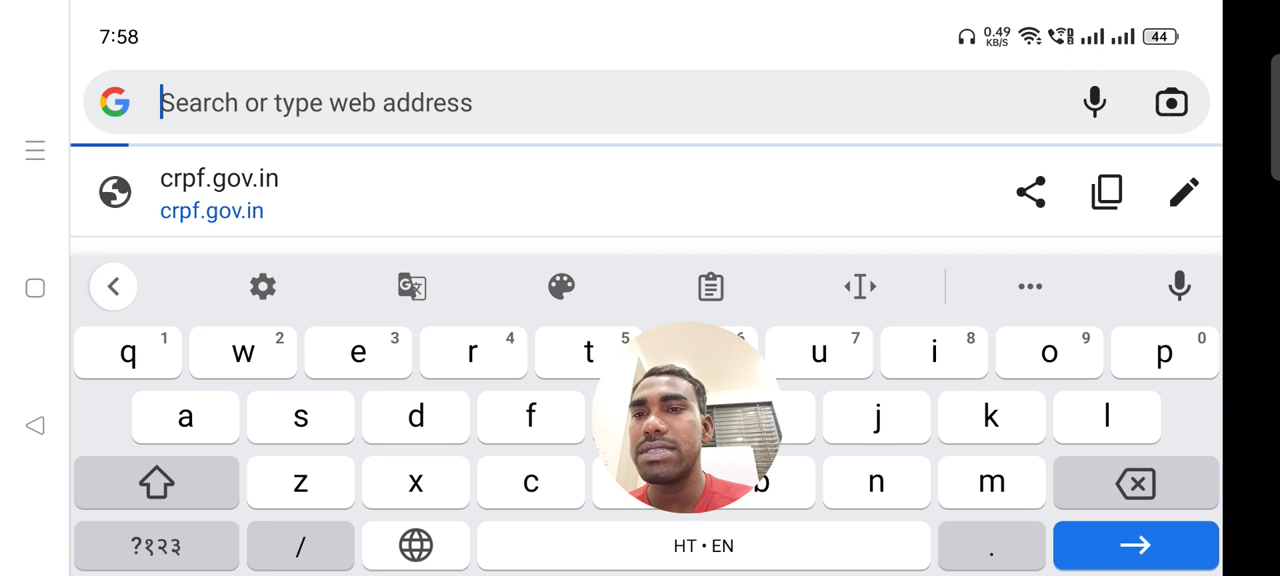 7:58
0.49
KB/S
44
Search or type web address
crpf.gov.in
crpf.gov.in
q 1 w 2 e 3 r 4 t 5 6 u 7 i 8 o 9 p 0
a s d f j k l
z x c b n m
?१२३ / HT • EN .